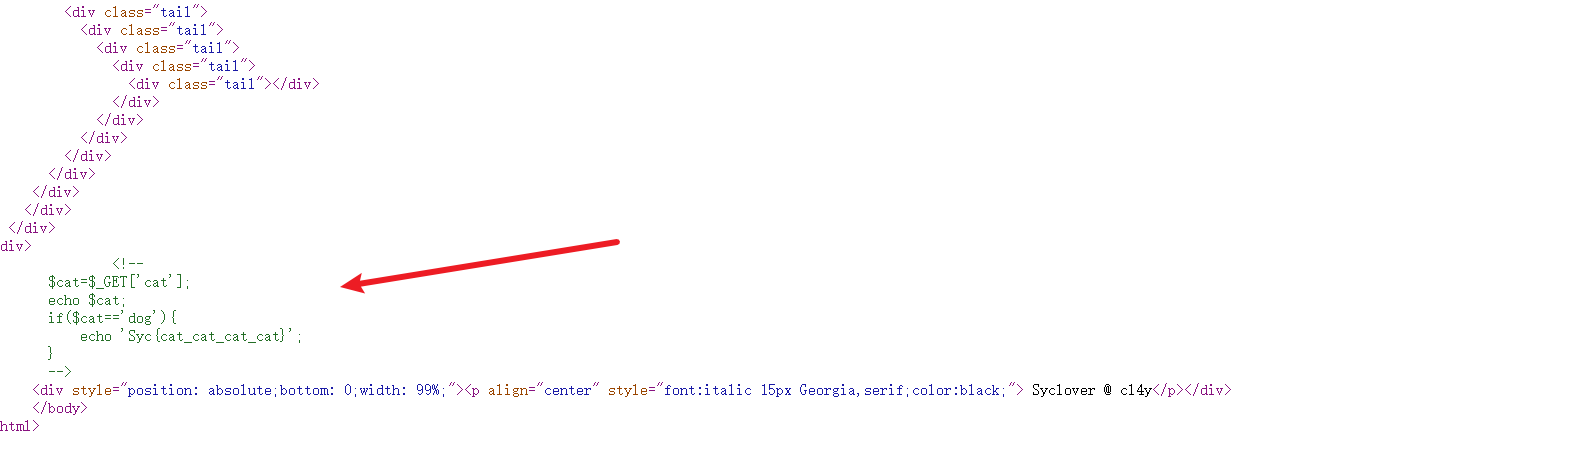 <div class="tail">
<div class="tail">
<div class="tail">
<div class="tail">
<div class="tail"></div>
</div>
</div>
</div>
</div>
</div>
</div>
</div>
</div>
div>
<!--
$cat=$_GET['cat'];
echo $cat;
if($cat=='dog'){
echo 'Syc{cat_cat_cat_cat}';
}
-->
<div style="position: absolute;bottom: 0;width: 99%;"><p align="center" style="font:italic 15px Georgia,serif;color:black;"> Syclover @ cl4y</p></div>
</body>
html>